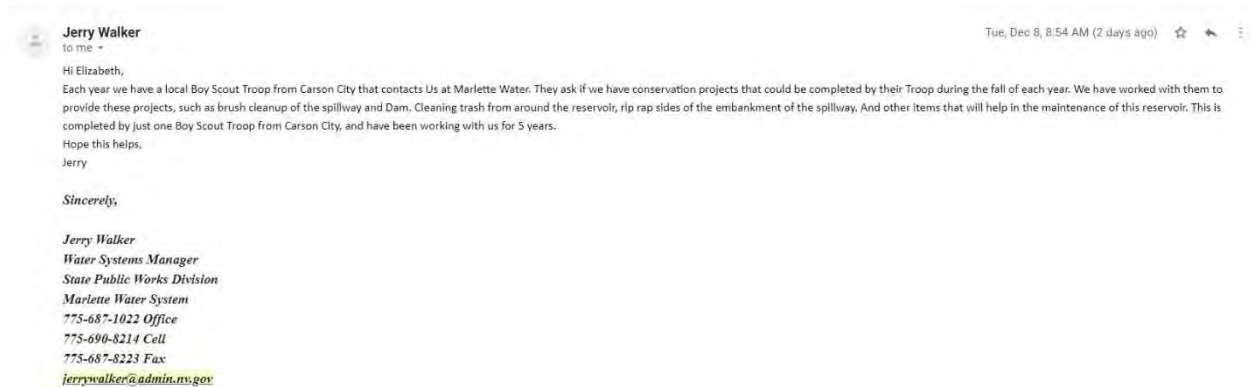 Jerry Walker
Tue, Dec 8, 8:54 AM (2 days ago)
to me
Hi Elizabeth,
Each year we have a local Boy Scout Troop from Carson City that contacts Us at Marlette Water. They ask if we have conservation projects that could be completed by their Troop during the fall of each year. We have worked with them to
provide these projects, such as brush cleanup of the spillway and Dam. Cleaning trash from around the reservoir, rip rap sides of the embankment of the spillway. And other items that will help in the maintenance of this reservoir. This is
completed by just one Boy Scout Troop from Carson City, and have been working with us for 5 years.
Hope this helps,
Jerry
Sincerely,
Jerry Walker
Water Systems Manager
State Public Works Division
Marlette Water System
775-687-1022 Office
775-690-8214 Cell
775-687-8223 Fax
jerrywalker@admin.nv.gov